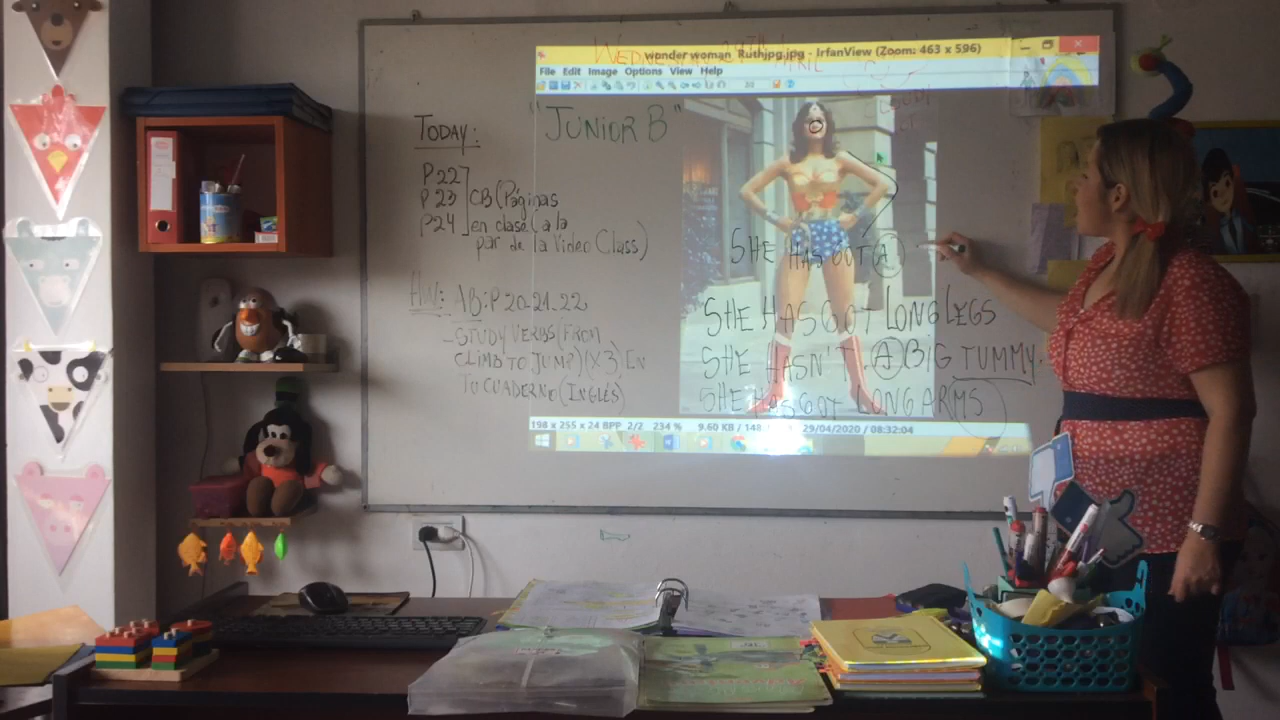 WEDNESDAY 29TH APRIL
wonder woman Ruthjpg.jpg - IrfanView (Zoom: 463 x 596)
File Edit Image Options View Help
"JUNIOR B"
CLOUDY
TODAY:
P22
P23
P24
CB (Páginas
en clase (a la
par de la Video Class)
HW: AB: P 20-21-22
- STUDY VERBS (FROM
CLIMB TO JUMP) (X3) EN
TU CUADERNO (INGLÉS)
SHE HAS GOT A
SHE HAS GOT LONG LEGS
SHE HASN'T A BIG TUMMY.
SHE HAS GOT LONG ARMS
198 x 255 x 24 BPP 2/2 234 % 9.60 KB / 148 29/04/2020 / 08:32:04